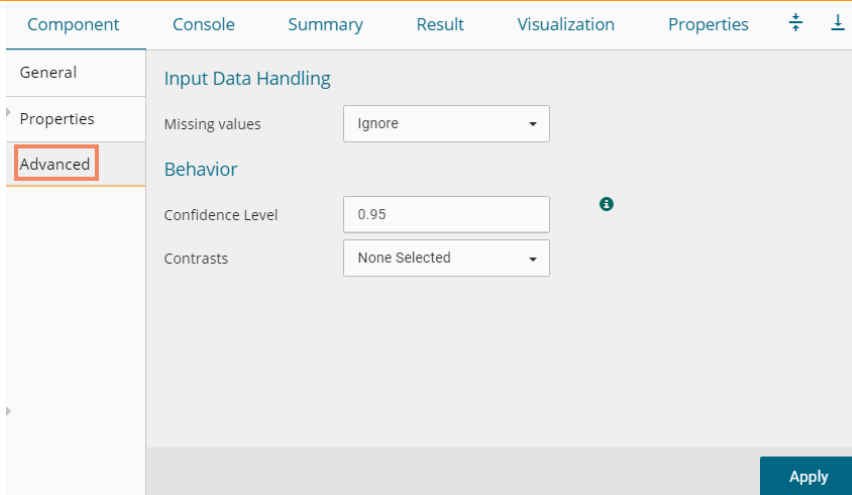 Component Console Summary Result Visualization Properties
General
Properties
Advanced
Input Data Handling
Missing values Ignore
Behavior
Confidence Level 0.95
Contrasts None Selected
Apply